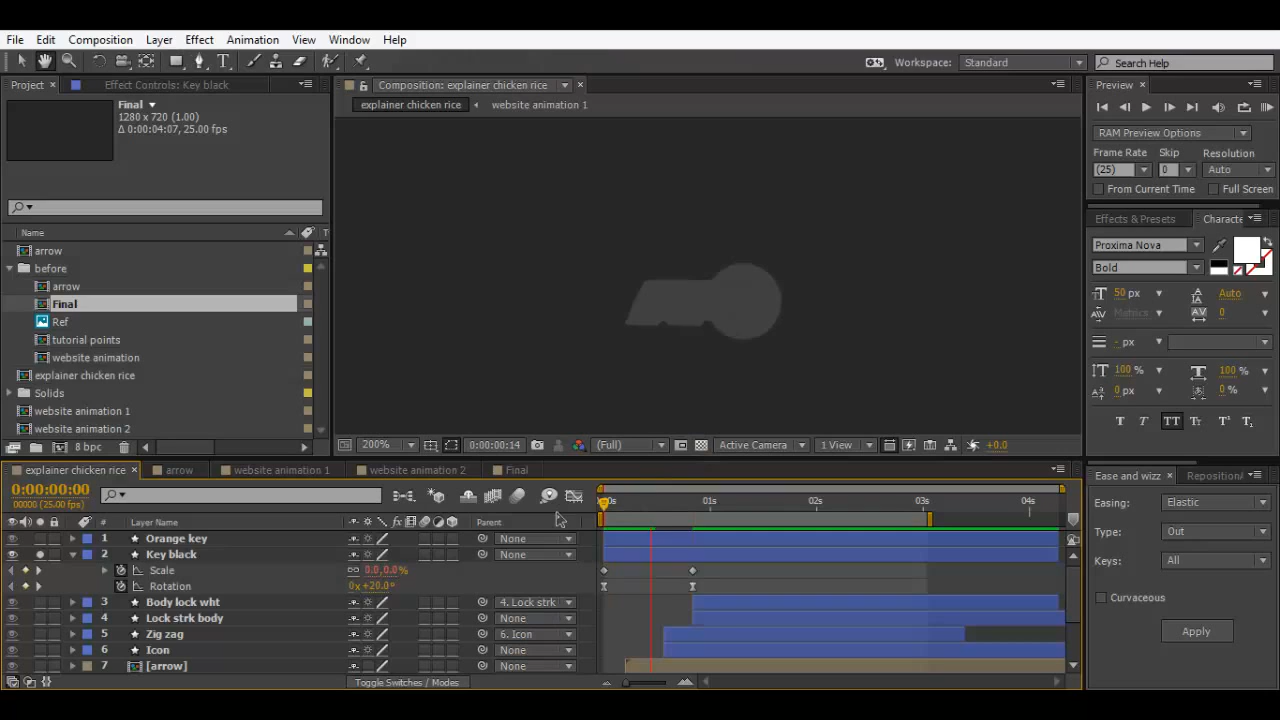 File Edit Composition Layer Effect Animation View Window Help
Workspace: Standard Search Help
Project × Effect Controls: Key black
Composition: explainer chicken rice ×
Preview ×
Final ▼
1280 x 720 (1.00)
Δ 0:00:04:07, 25.00 fps
explainer chicken rice website animation 1
RAM Preview Options
Frame Rate Skip Resolution
(25) 0 Auto
From Current Time Full Screen
Effects & Presets Characte
Name T
arrow
before
arrow
Final
Ref
tutorial points
website animation
explainer chicken rice
Solids
website animation 1
website animation 2
8 bpc
Proxima Nova
Bold
50 px Auto
Metrics 0
- px
100 % 100 %
0 px 0 %
T T TT Tt T¹ T₁
200% 0:00:00:14 (Full) Active Camera 1 View +0.0
explainer chicken rice × arrow website animation 1 website animation 2 Final
0:00:00:00
00000 (25.00 fps)
01s 02s 03s 04s
# Layer Name fx Parent
1 Orange key None
2 Key black None
Scale 0.0,0.0%
Rotation 0x+20.0°
3 Body lock wht 4. Lock strk
4 Lock strk body None
5 Zig zag 6. Icon
6 Icon None
7 [arrow] None
Toggle Switches / Modes
Ease and wizz × Repositioni
Easing: Elastic
Type: Out
Keys: All
Curvaceous
Apply